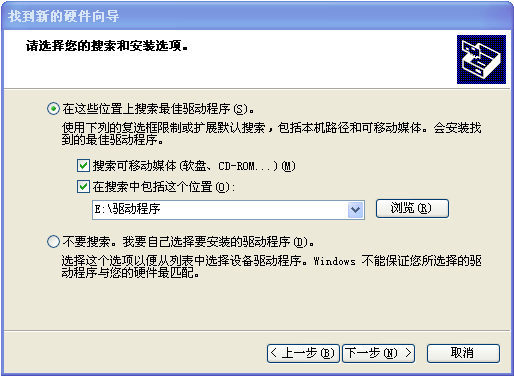 找到新的硬件向导
请选择您的搜索和安装选项。
在这些位置上搜索最佳驱动程序(S)。
使用下列的复选框限制或扩展默认搜索，包括本机路径和可移动媒体。会安装找
到的最佳驱动程序。
搜索可移动媒体(软盘、CD-ROM...)(M)
在搜索中包括这个位置(O):
E:\驱动程序
浏览(R)
不要搜索。我要自己选择要安装的驱动程序(D)。
选择这个选项以便从列表中选择设备驱动程序。Windows 不能保证您所选择的驱
动程序与您的硬件最匹配。
< 上一步(B) 下一步(N) > 取消